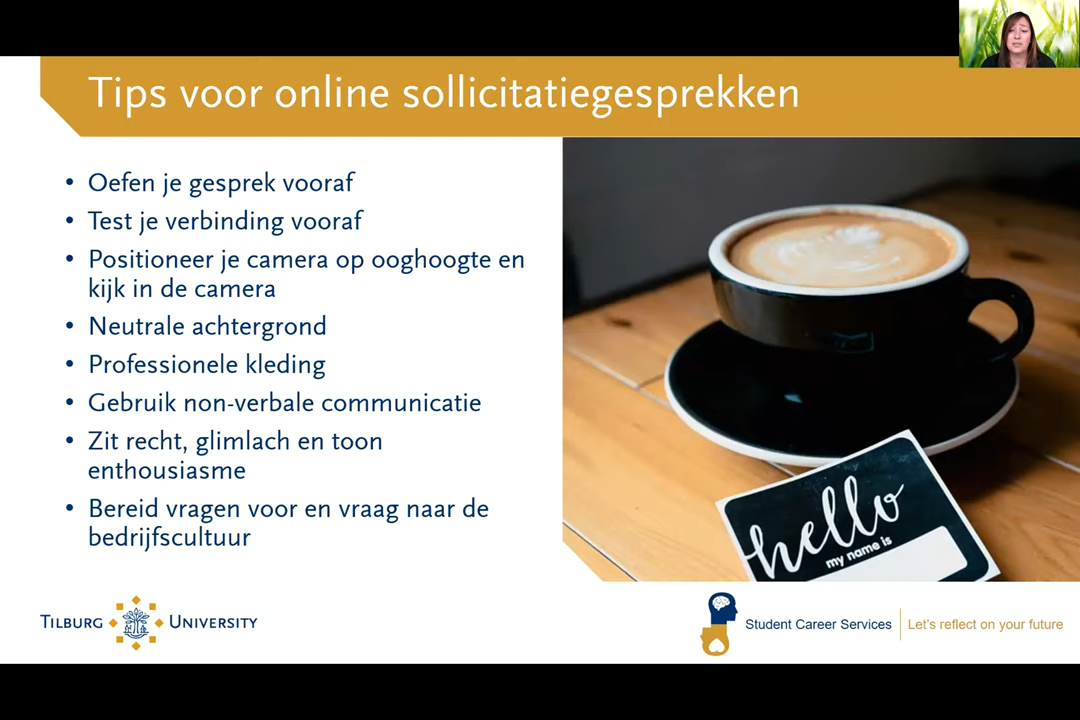 Tips voor online sollicitatiegesprekken
• Oefen je gesprek vooraf
• Test je verbinding vooraf
• Positioneer je camera op ooghoogte en
kijk in de camera
• Neutrale achtergrond
• Professionele kleding
• Gebruik non-verbale communicatie
• Zit recht, glimlach en toon
enthousiasme
• Bereid vragen voor en vraag naar de
bedrijfscultuur
hello
my name is
TILBURG UNIVERSITY
Student Career Services
Let's reflect on your future